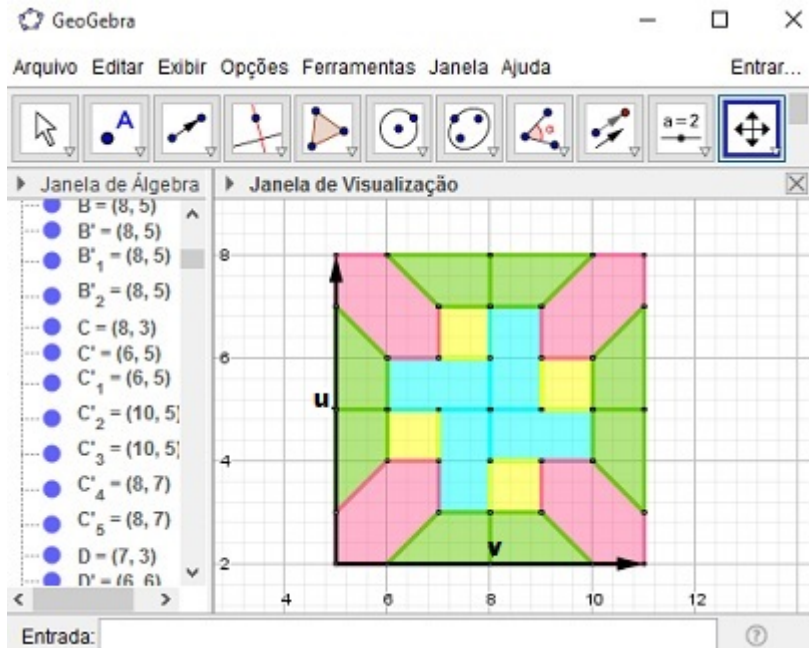 GeoGebra
Arquivo Editar Exibir Opções Ferramentas Janela Ajuda Entrar...
A a=2
Janela de Álgebra Janela de Visualização
B = (8, 5)
B' = (8, 5)
B'1 = (8, 5)
B'2 = (8, 5)
C = (8, 3)
C' = (6, 5)
C'1 = (6, 5)
C'2 = (10, 5)
C'3 = (10, 5)
C'4 = (8, 7)
C'5 = (8, 7)
D = (7, 3)
D' = (6, 6)
8
6
u
4
v
2
4 6 8 10 12
Entrada: